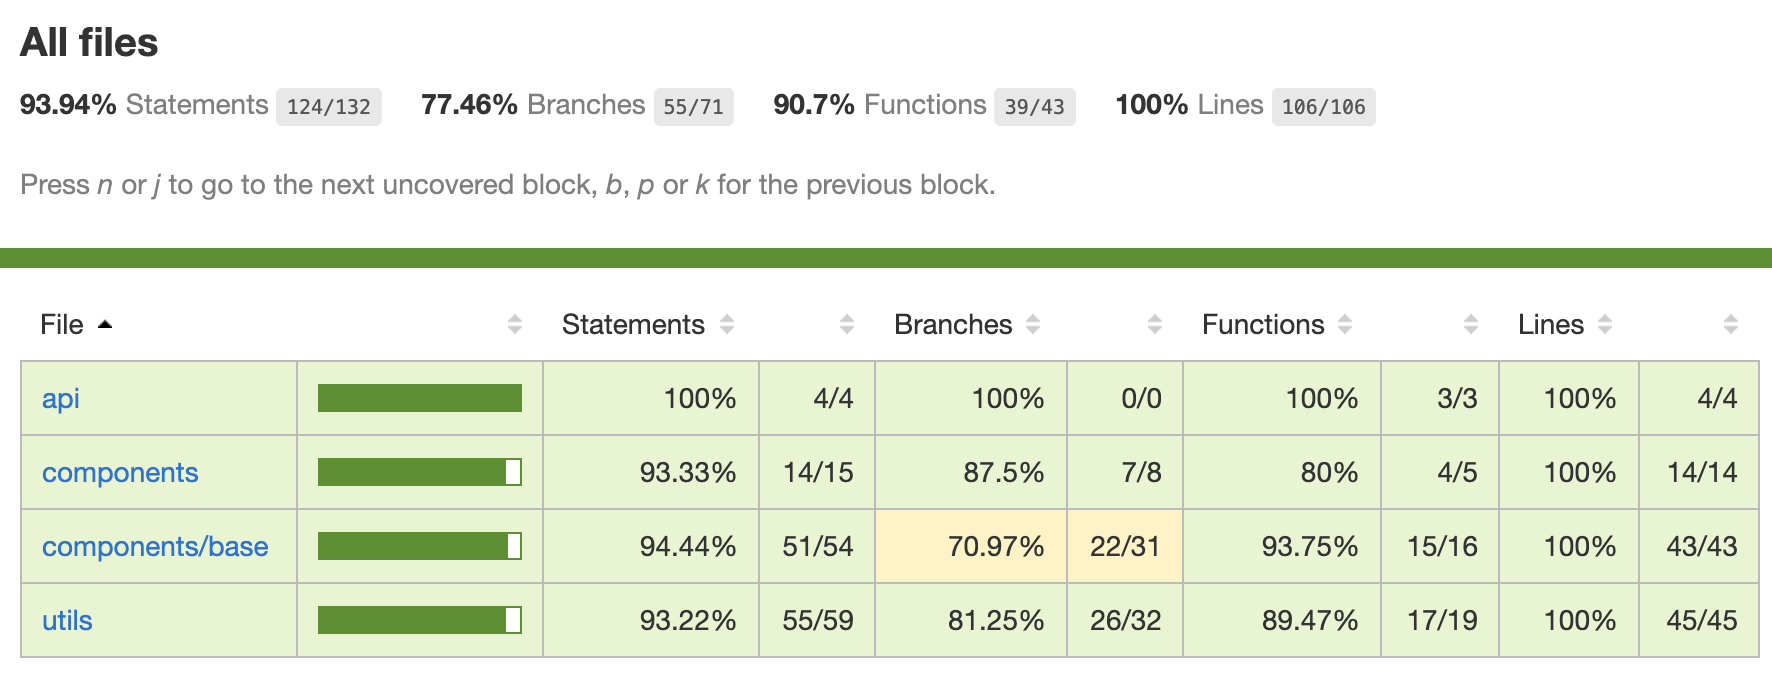 All files
93.94% Statements 124/132 77.46% Branches 55/71 90.7% Functions 39/43 100% Lines 106/106
Press n or j to go to the next uncovered block, b, p or k for the previous block.
File Statements Branches Functions Lines
api 100% 4/4 100% 0/0 100% 3/3 100% 4/4
components 93.33% 14/15 87.5% 7/8 80% 4/5 100% 14/14
components/base 94.44% 51/54 70.97% 22/31 93.75% 15/16 100% 43/43
utils 93.22% 55/59 81.25% 26/32 89.47% 17/19 100% 45/45